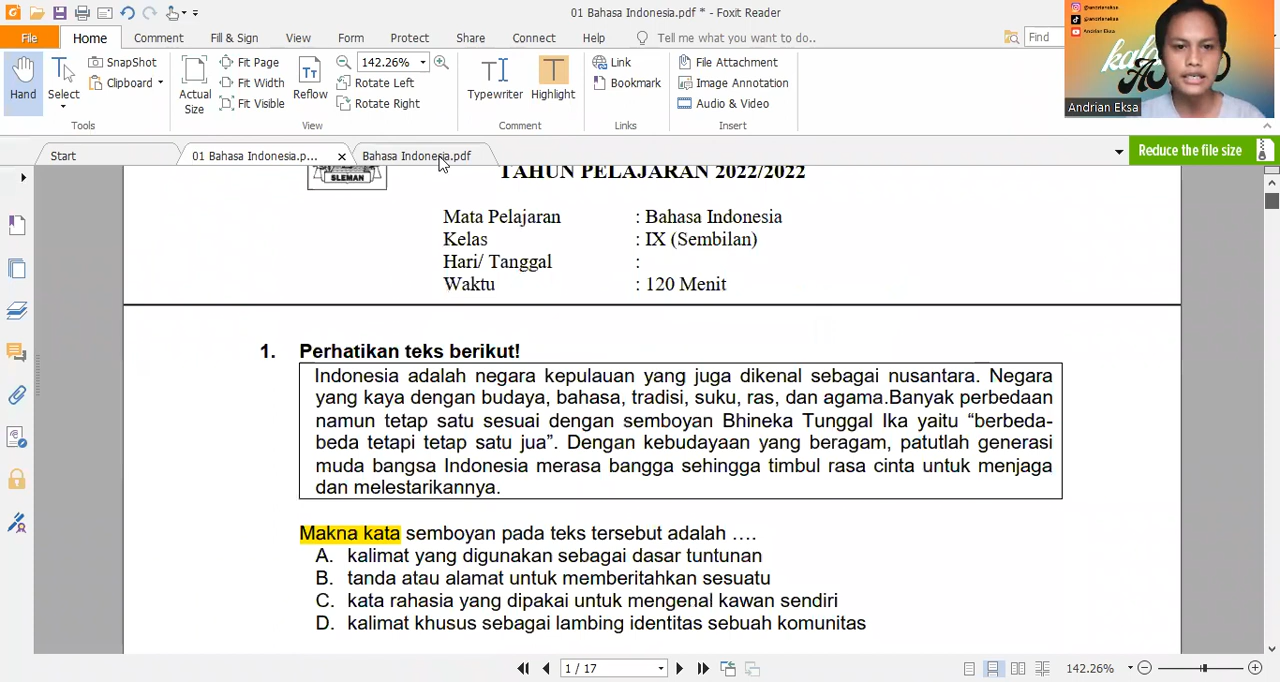 01 Bahasa Indonesia.pdf * - Foxit Reader
File Home Comment Fill & Sign View Form Protect Share Connect Help Tell me what you want to do.. Find
Hand
Select
SnapShot
Clipboard
Tools
Actual Size
Fit Page
Fit Width
Fit Visible
Reflow
142.26%
Rotate Left
Rotate Right
View
Typewriter
Highlight
Comment
Link
Bookmark
Links
File Attachment
Image Annotation
Audio & Video
Insert
@andrianeksa
@andrianeksa
Andrian Eksa
Andrian Eksa
Start 01 Bahasa Indonesia.p... Bahasa Indonesia.pdf Reduce the file size
SLEMAN
TAHUN PELAJARAN 2022/2022
Mata Pelajaran : Bahasa Indonesia
Kelas : IX (Sembilan)
Hari/ Tanggal :
Waktu : 120 Menit
1. Perhatikan teks berikut!
Indonesia adalah negara kepulauan yang juga dikenal sebagai nusantara. Negara
yang kaya dengan budaya, bahasa, tradisi, suku, ras, dan agama.Banyak perbedaan
namun tetap satu sesuai dengan semboyan Bhineka Tunggal Ika yaitu “berbeda-
beda tetapi tetap satu jua”. Dengan kebudayaan yang beragam, patutlah generasi
muda bangsa Indonesia merasa bangga sehingga timbul rasa cinta untuk menjaga
dan melestarikannya.
Makna kata semboyan pada teks tersebut adalah ….
A. kalimat yang digunakan sebagai dasar tuntunan
B. tanda atau alamat untuk memberitahkan sesuatu
C. kata rahasia yang dipakai untuk mengenal kawan sendiri
D. kalimat khusus sebagai lambing identitas sebuah komunitas
1 / 17
142.26%